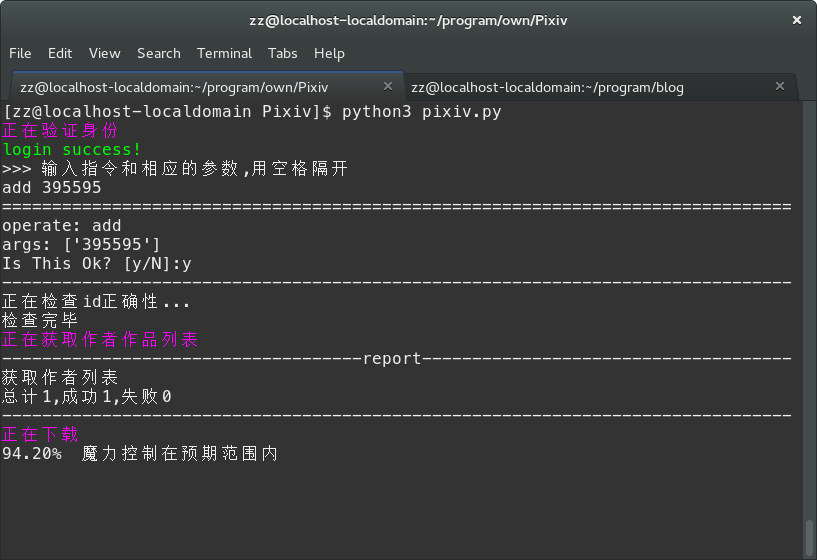 zz@localhost-localdomain:~/program/own/Pixiv
File Edit View Search Terminal Tabs Help
zz@localhost-localdomain:~/program/own/Pixiv × zz@localhost-localdomain:~/program/blog ×
[zz@localhost-localdomain Pixiv]$ python3 pixiv.py
正在验证身份
login success!
>>> 输入指令和相应的参数,用空格隔开
add 395595
===============================================================================
operate: add
args: ['395595']
Is This Ok? [y/N]:y
-------------------------------------------------------------------------------
正在检查id正确性...
检查完毕
正在获取作者作品列表
------------------------------------report-------------------------------------
获取作者列表
总计1,成功1,失败0
-------------------------------------------------------------------------------
正在下载
94.20%  魔力控制在预期范围内